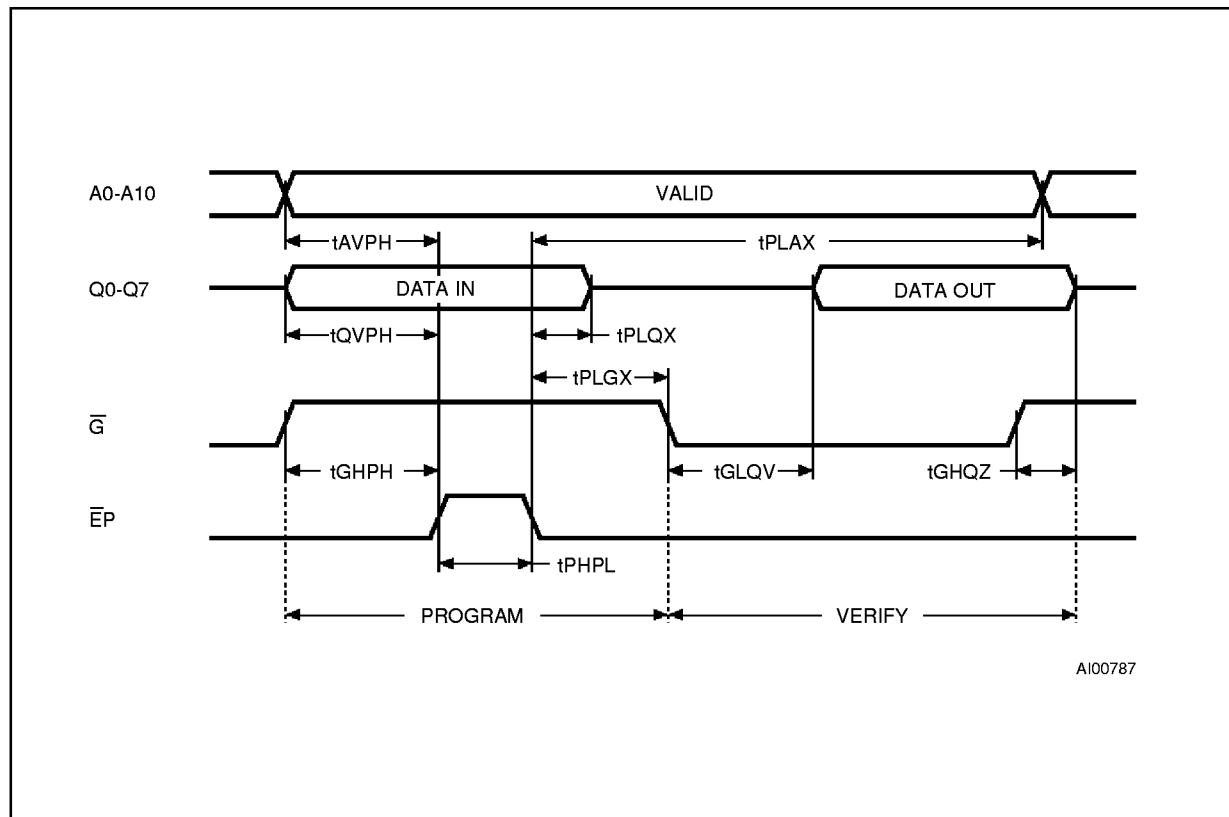 A0-A10
VALID
tAVPH
tPLAX
Q0-Q7
DATA IN
DATA OUT
tQVPH
tPLQX
tPLGX
G̅
tGHPH
tGLQV
tGHQZ
E̅P
tPHPL
PROGRAM
VERIFY
AI00787